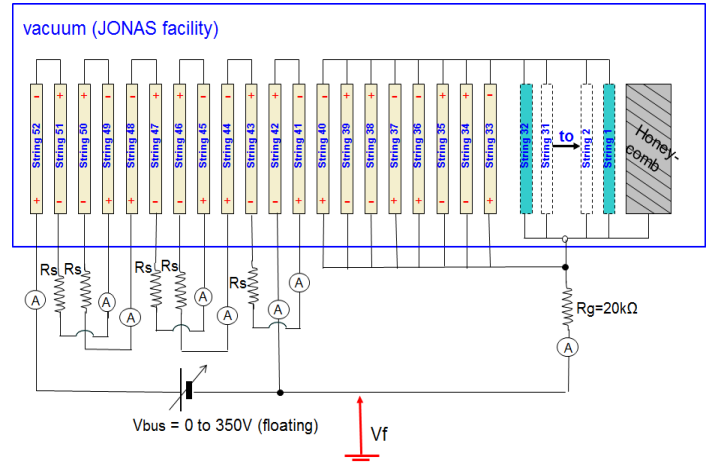 vacuum (JONAS facility)
- + + - - + + - - + + - - + + - - + + -
String 52
String 51
String 50
String 49
String 48
String 47
String 46
String 45
String 44
String 43
String 42
String 41
String 40
String 39
String 38
String 37
String 36
String 35
String 34
String 33
String 32
String 31
to
String 2
String 1
Honey-
comb
+ - - + + - - + + - - + + - - + + - - +
Rs
Rs
Rs
Rs
Rs
A
A
A
A
A
A
A
Rg=20kΩ
A
Vbus = 0 to 350V (floating)
Vf